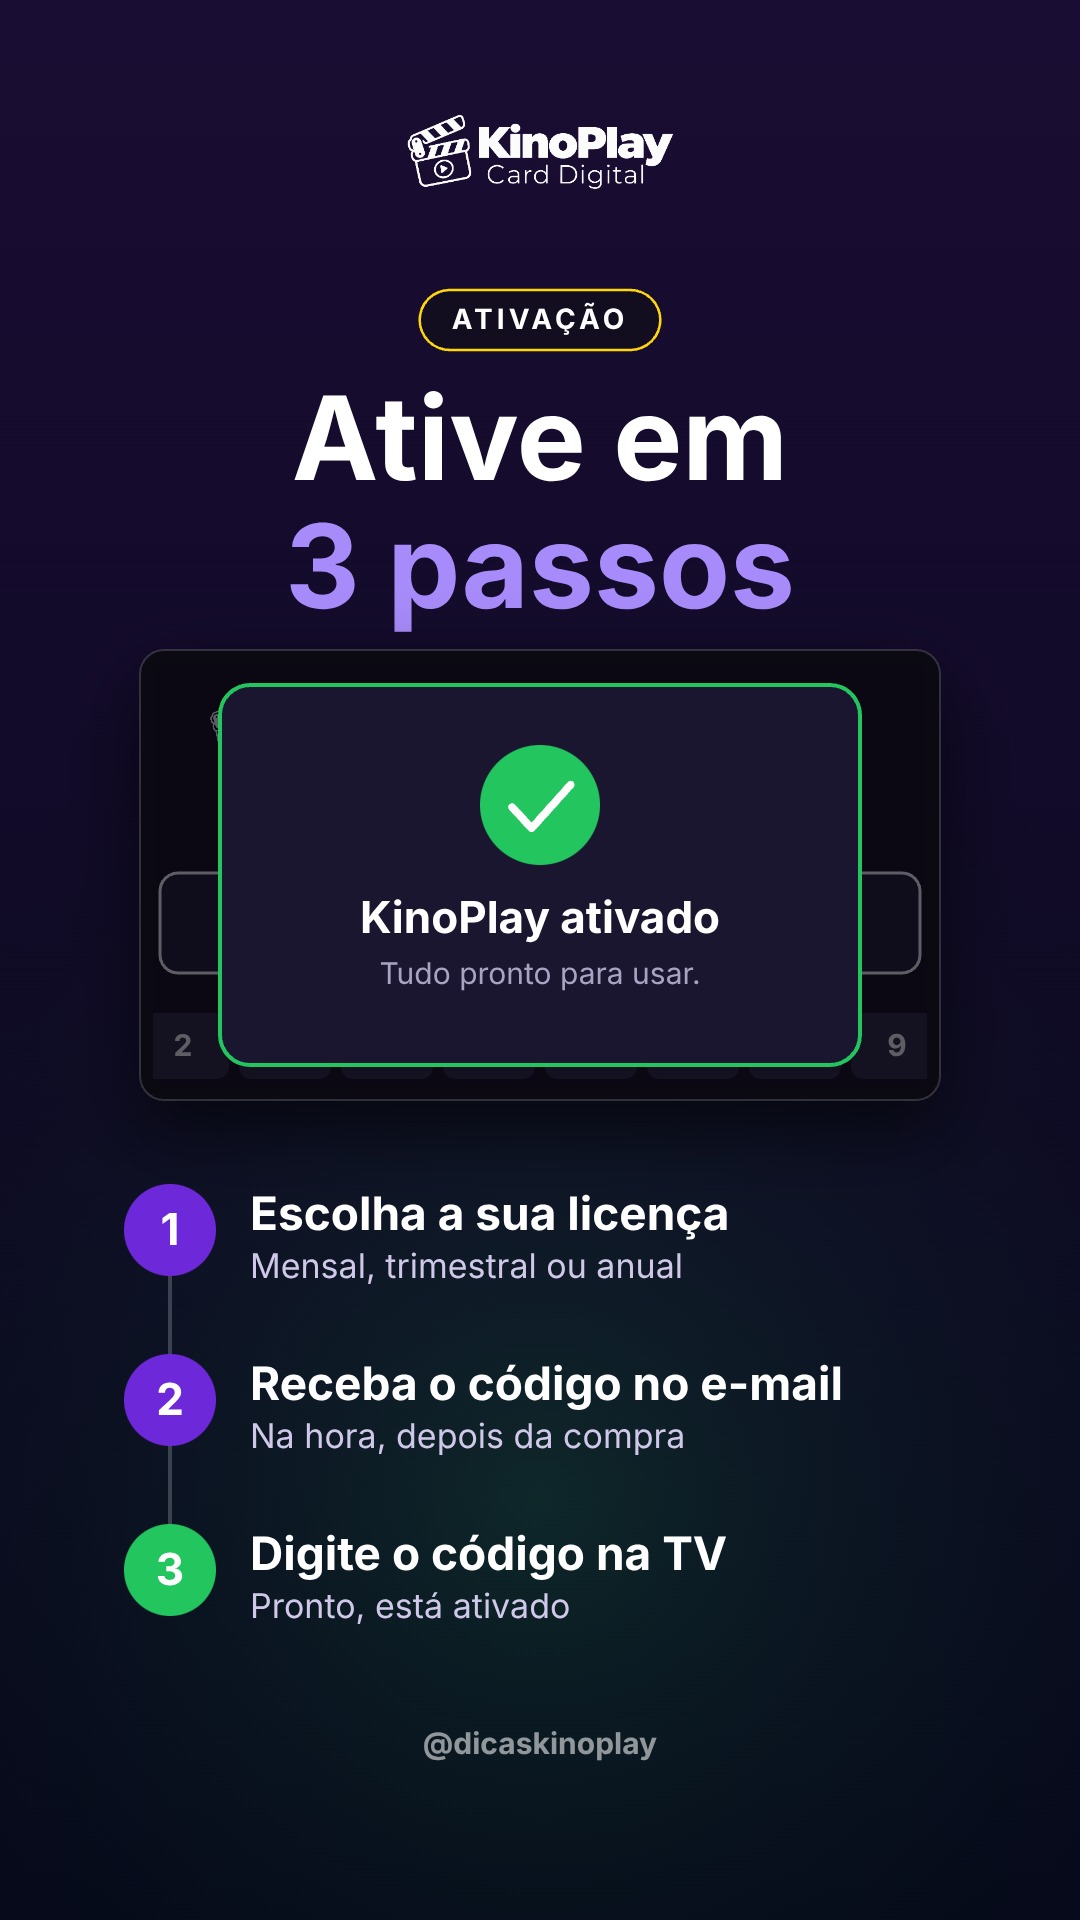 KinoPlay
Card Digital
ATIVAÇÃO
Ative em
3 passos
KinoPlay ativado
Tudo pronto para usar.
2
9
1
Escolha a sua licença
Mensal, trimestral ou anual
2
Receba o código no e-mail
Na hora, depois da compra
3
Digite o código na TV
Pronto, está ativado
@dicaskinoplay